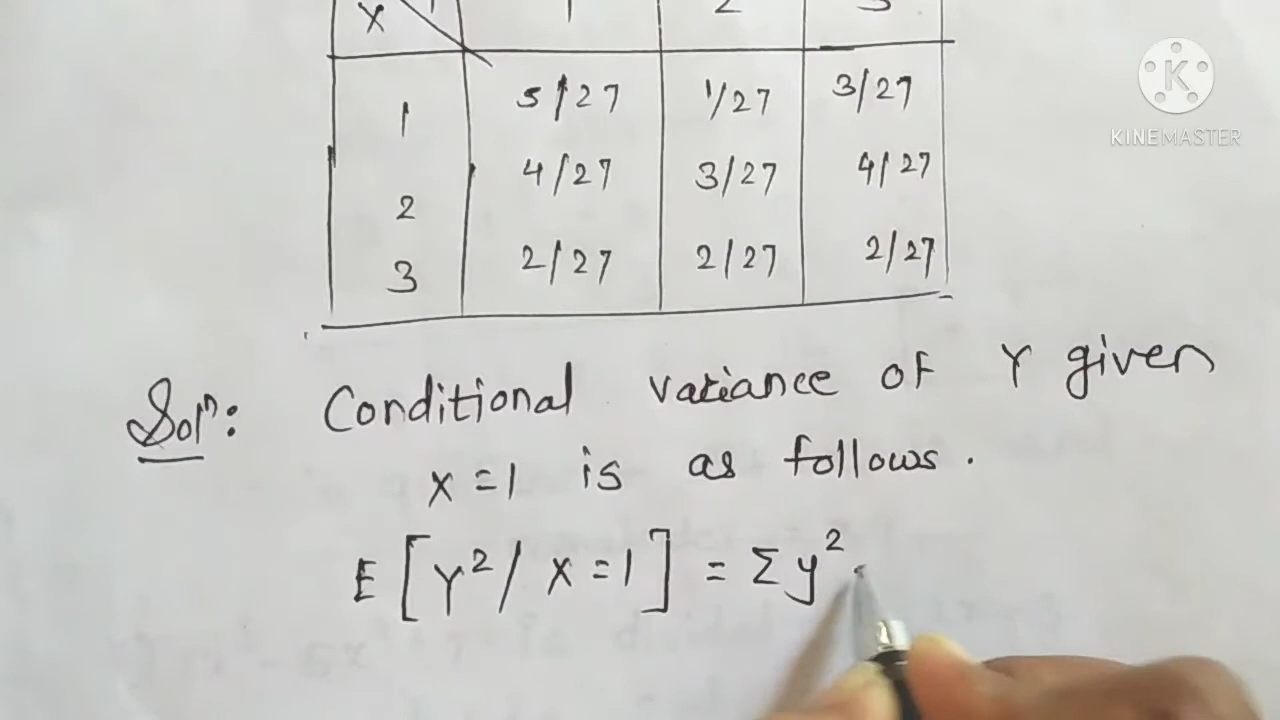 X 1 2 3
1 5/27 1/27 3/27
2 4/27 3/27 4/27
3 2/27 2/27 2/27
Solⁿ: Conditional variance of Y given
X=1 is as follows.
E[Y²/X=1] = Σy²
KINEMASTER